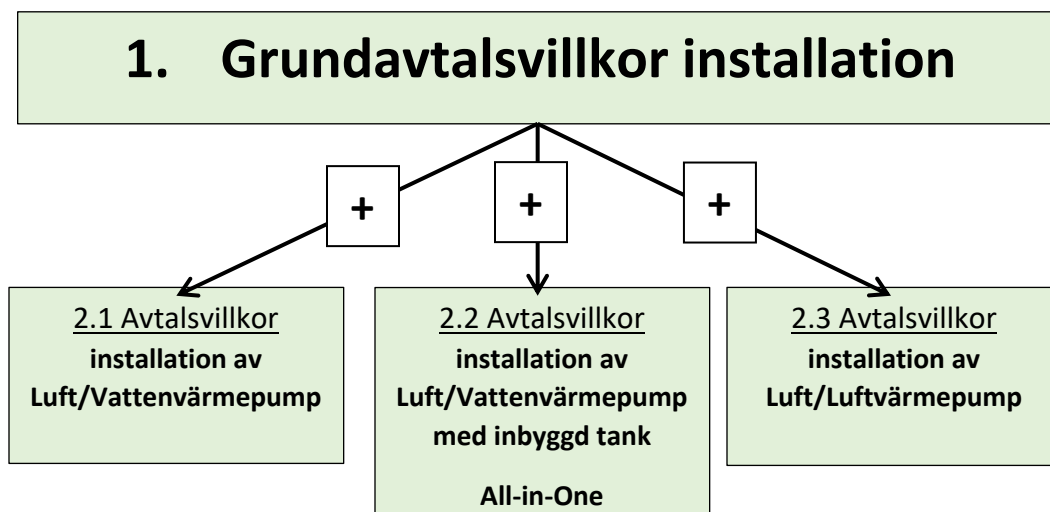 1. Grundavtalsvillkor installation
+ + +
2.1 Avtalsvillkor
installation av
Luft/Vattenvärmepump
2.2 Avtalsvillkor
installation av
Luft/Vattenvärmepump
med inbyggd tank
All-in-One
2.3 Avtalsvillkor
installation av
Luft/Luftvärmepump